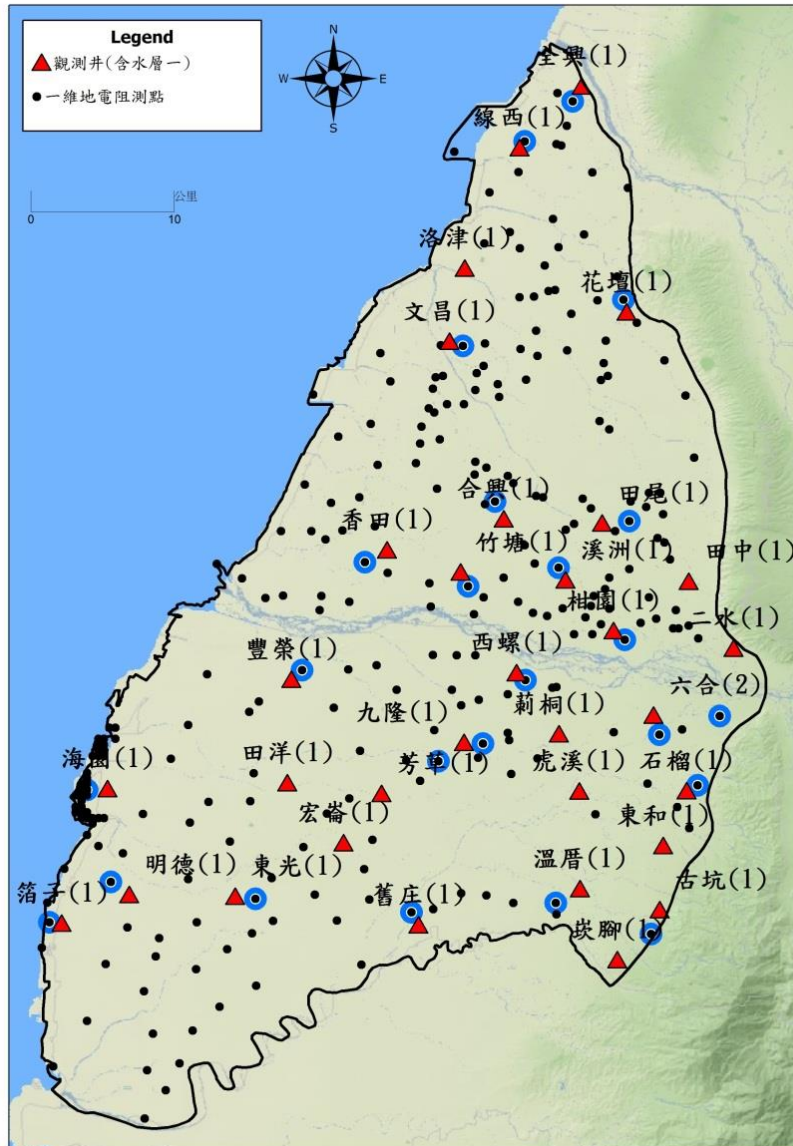 Legend
觀測井(含水層一)
一維地電阻測點
N
W
E
S
公里
0
10
全興(1)
線西(1)
洛津(1)
花壇(1)
文昌(1)
合興(1)
田尾(1)
香田(1)
竹塘(1)
溪洲(1)
田中(1)
柑園(1)
二水(1)
豐榮(1)
西螺(1)
六合(2)
九隆(1)
莿桐(1)
海園(1)
田洋(1)
芳草(1)
虎溪(1)
石榴(1)
宏崙(1)
東和(1)
箔子(1)
明德(1)
東光(1)
溫厝(1)
舊庄(1)
古坑(1)
崁腳(1)